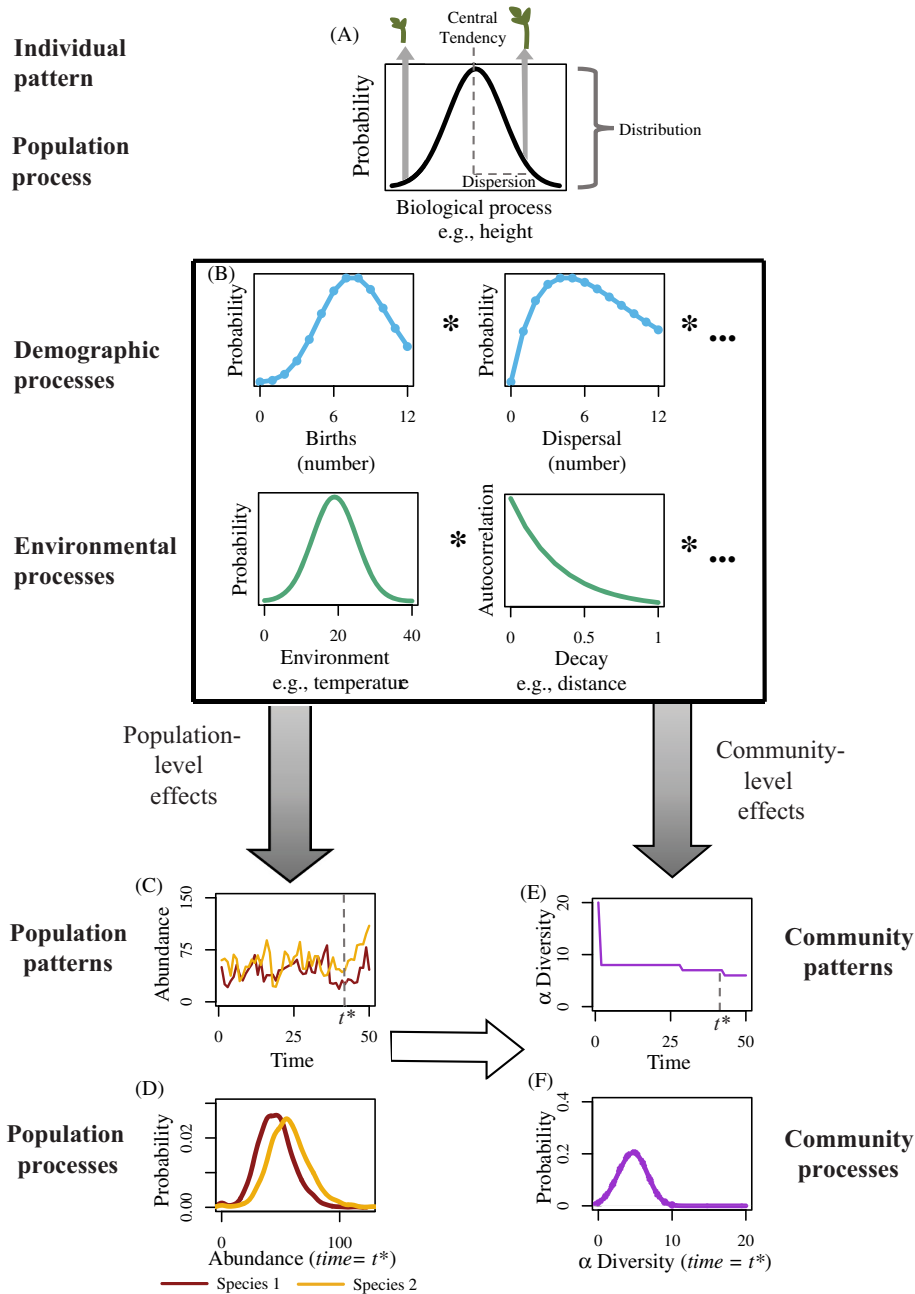 Individual
pattern
Population
process
(A)
Central
Tendency
Probability
Dispersion
Distribution
Biological process
e.g., height
Demographic
processes
(B)
Probability
0 6 12
Births
(number)
*
Probability
0 6 12
Dispersal
(number)
* ...
Environmental
processes
Probability
0 20 40
Environment
e.g., temperature
*
Autocorrelation
0 0.5 1
Decay
e.g., distance
* ...
Population-
level
effects
Community-
level
effects
Population
patterns
(C)
Abundance
0 75 150
t*
0 25 50
Time
(E)
α Diversity
0 10 20
t*
0 25 50
Time
Community
patterns
Population
processes
(D)
Probability
0.00 0.02
0 100
Abundance (time= t*)
Species 1 Species 2
(F)
Probability
0 0.2 0.4
0 10 20
α Diversity (time = t*)
Community
processes